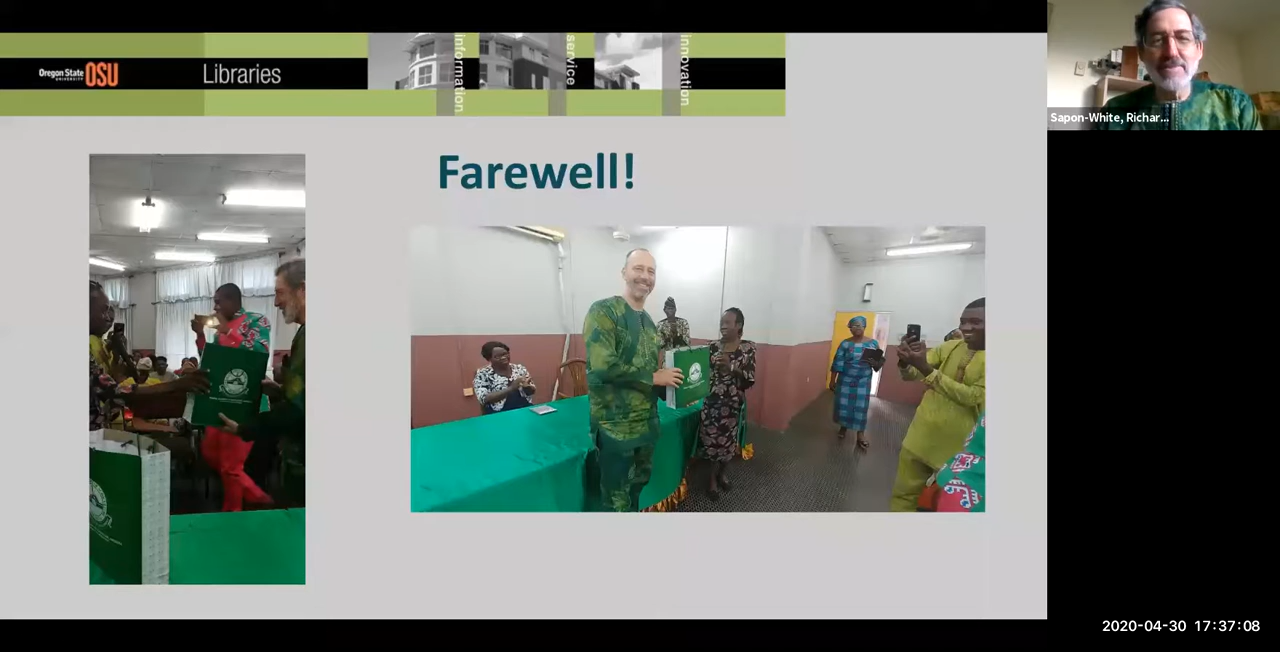 Oregon State
UNIVERSITY
OSU
Libraries
information
service
innovation
Sapon-White, Richar...
Farewell!
2020-04-30 17:37:08